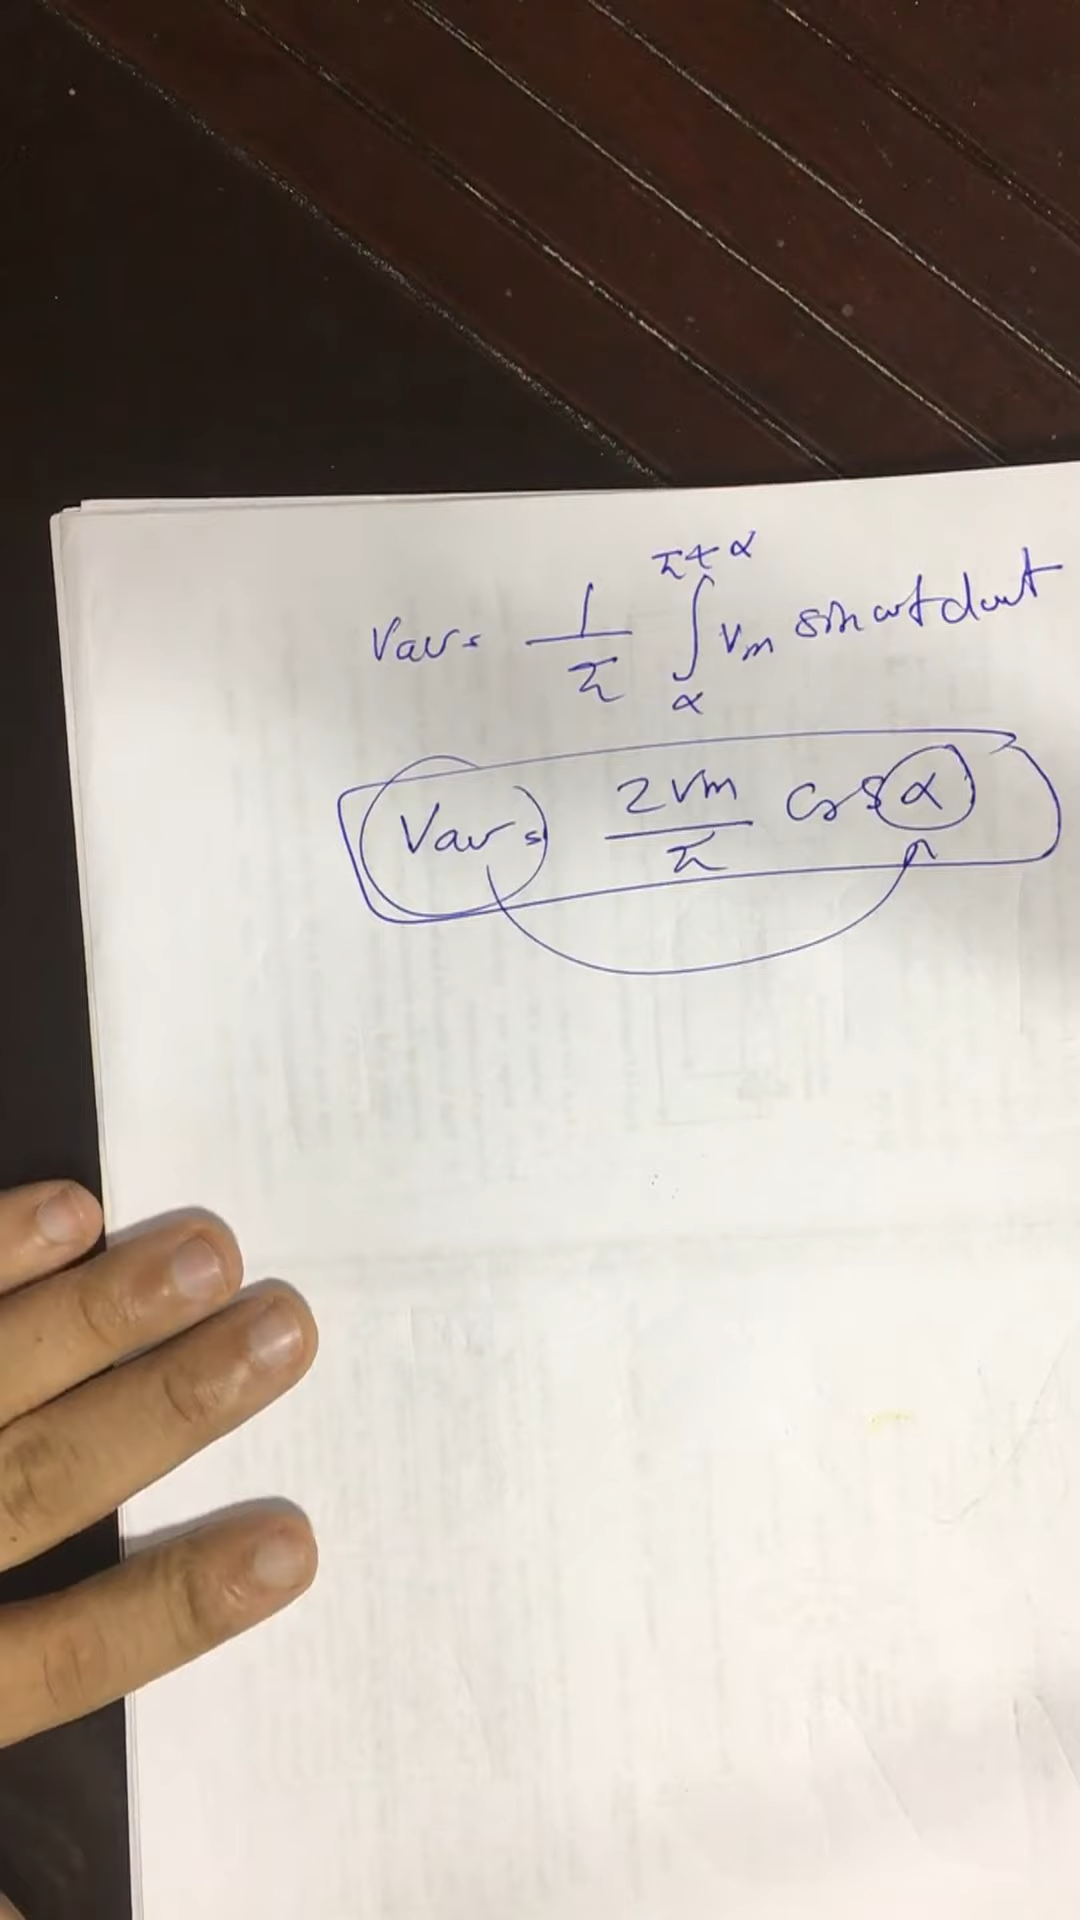 Vav = 1/π ∫_α^{π+α} Vm sin ωt dωt
Vav = 2Vm/π cos α